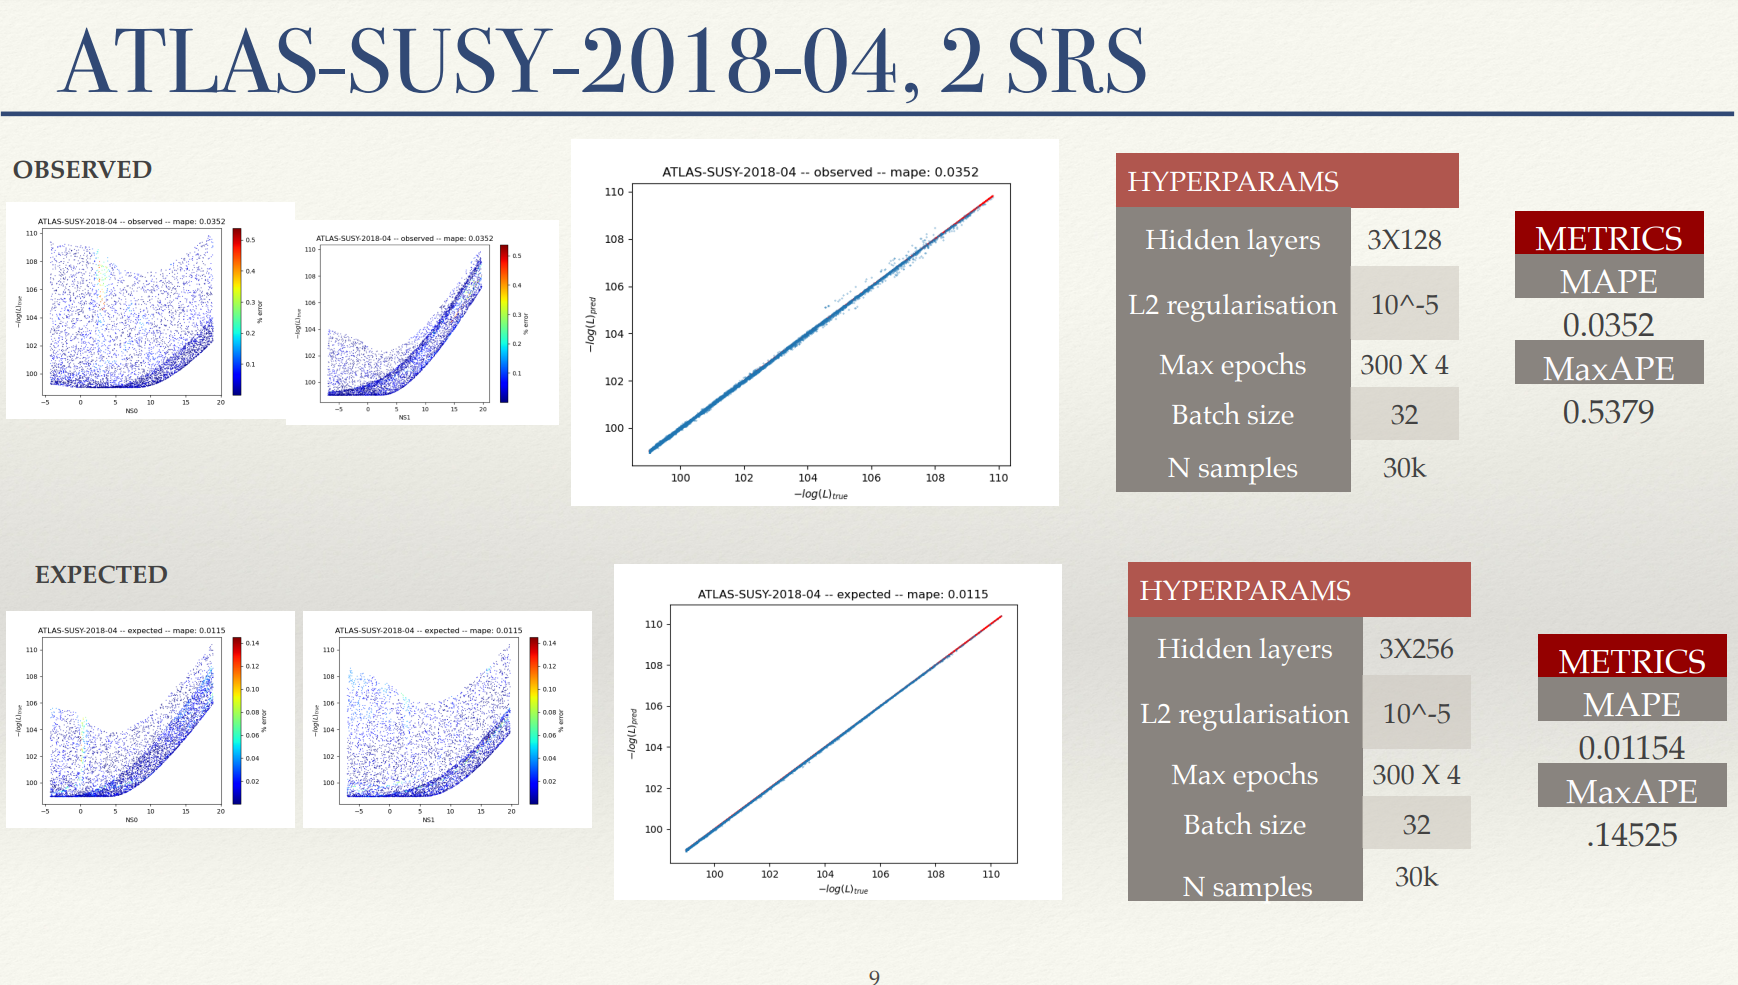 ATLAS-SUSY-2018-04, 2 SRS
OBSERVED
ATLAS-SUSY-2018-04 -- observed -- mape: 0.0352
110
108
106
104
102
100
−log(L)true
−5
0
5
10
15
20
NS0
0.5
0.4
0.3
0.2
0.1
% error
ATLAS-SUSY-2018-04 -- observed -- mape: 0.0352
110
108
106
104
102
100
−log(L)true
−5
0
5
10
15
20
NS1
0.5
0.4
0.3
0.2
0.1
% error
ATLAS-SUSY-2018-04 -- observed -- mape: 0.0352
110
108
106
104
102
100
−log(L)pred
100
102
104
106
108
110
−log(L)true
HYPERPARAMS
Hidden layers 3X128
L2 regularisation 10^-5
Max epochs 300 X 4
Batch size 32
N samples 30k
METRICS
MAPE
0.0352
MaxAPE
0.5379
EXPECTED
ATLAS-SUSY-2018-04 -- expected -- mape: 0.0115
110
108
106
104
102
100
−log(L)true
−5
0
5
10
15
20
NS0
0.14
0.12
0.10
0.08
0.06
0.04
0.02
% error
ATLAS-SUSY-2018-04 -- expected -- mape: 0.0115
110
108
106
104
102
100
−log(L)true
−5
0
5
10
15
20
NS1
0.14
0.12
0.10
0.08
0.06
0.04
0.02
% error
ATLAS-SUSY-2018-04 -- expected -- mape: 0.0115
110
108
106
104
102
100
−log(L)pred
100
102
104
106
108
110
−log(L)true
HYPERPARAMS
Hidden layers 3X256
L2 regularisation 10^-5
Max epochs 300 X 4
Batch size 32
N samples 30k
METRICS
MAPE
0.01154
MaxAPE
.14525
9